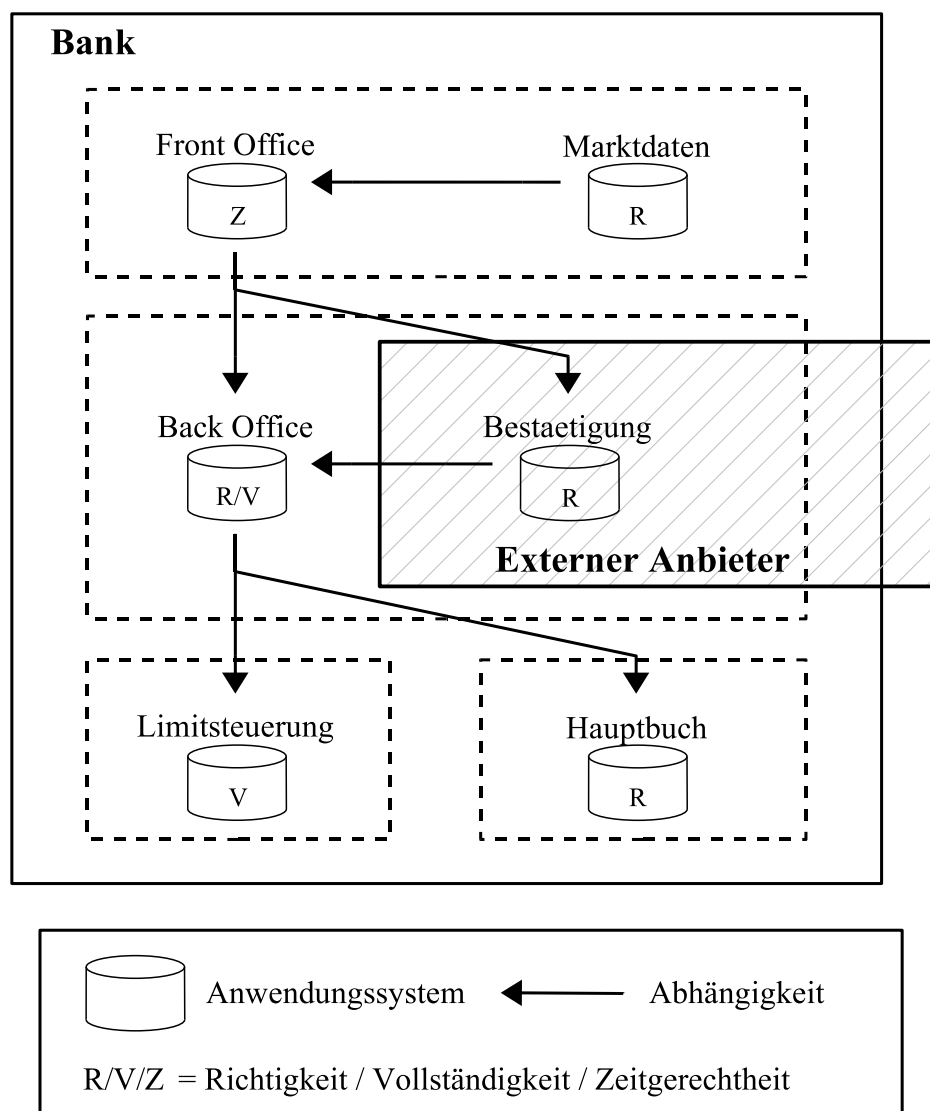 Bank
Front Office
Marktdaten
Z
R
Back Office
Bestaetigung
R/V
R
Externer Anbieter
Limitsteuerung
Hauptbuch
V
R
Anwendungssystem
Abhängigkeit
R/V/Z = Richtigkeit / Vollständigkeit / Zeitgerechtheit